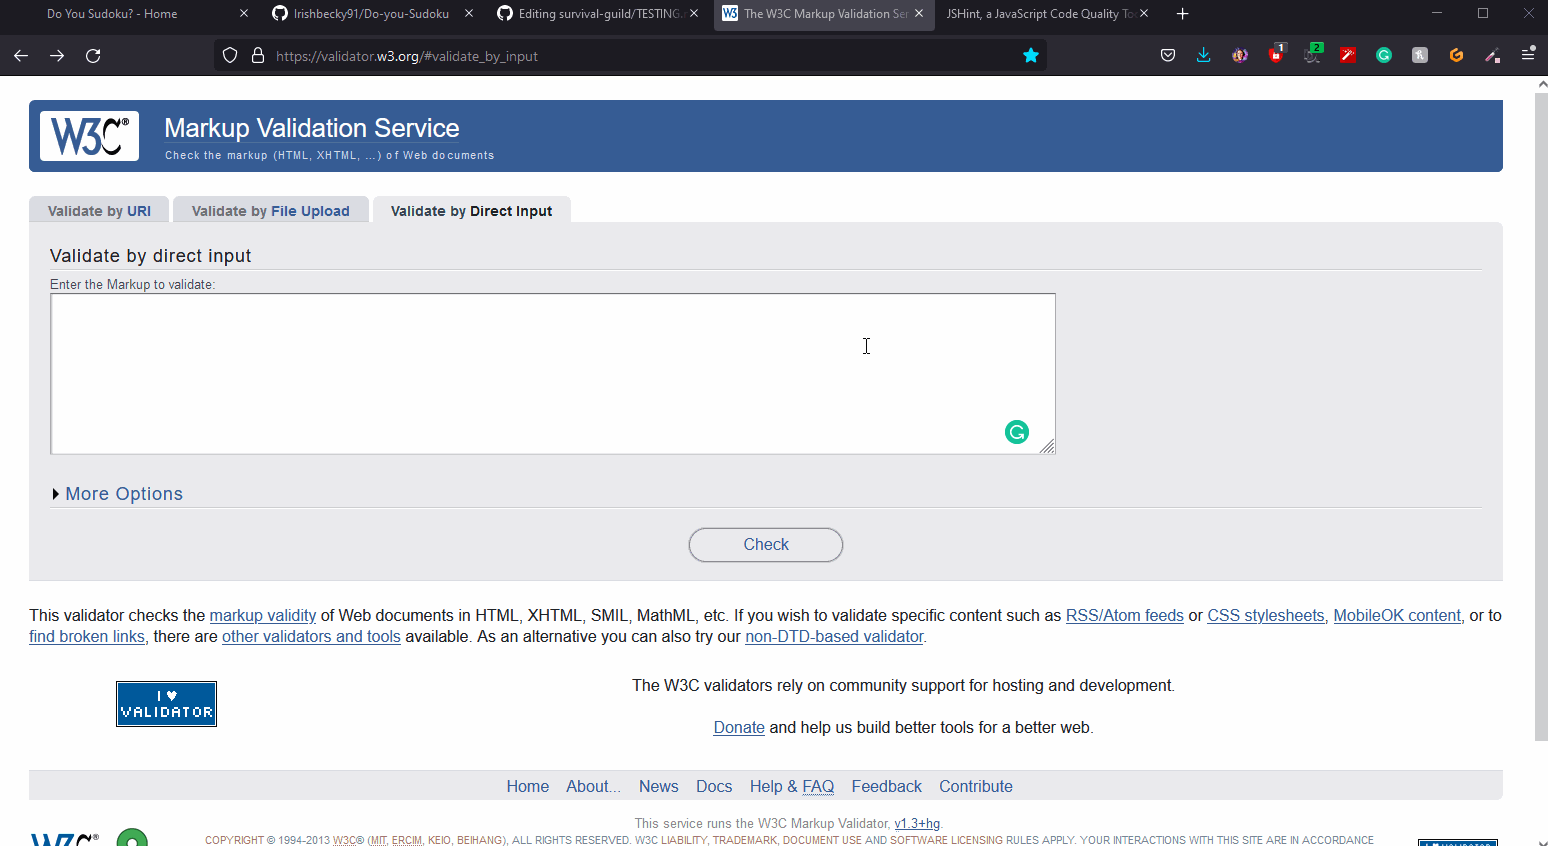 Do You Sudoku? - Home
Irishbecky91/Do-you-Sudoku
Editing survival-guild/TESTING.
W3 The W3C Markup Validation Ser
JSHint, a JavaScript Code Quality Too
https://validator.w3.org/#validate_by_input
1
2
W3C®
Markup Validation Service
Check the markup (HTML, XHTML, …) of Web documents
Validate by URI
Validate by File Upload
Validate by Direct Input
Validate by direct input
Enter the Markup to validate:
More Options
Check
This validator checks the markup validity of Web documents in HTML, XHTML, SMIL, MathML, etc. If you wish to validate specific content such as RSS/Atom feeds or CSS stylesheets, MobileOK content, or to
find broken links, there are other validators and tools available. As an alternative you can also try our non-DTD-based validator.
I ♥
VALIDATOR
The W3C validators rely on community support for hosting and development.
Donate and help us build better tools for a better web.
Home About... News Docs Help & FAQ Feedback Contribute
This service runs the W3C Markup Validator, v1.3+hg.
COPYRIGHT © 1994-2013 W3C® (MIT, ERCIM, KEIO, BEIHANG), ALL RIGHTS RESERVED. W3C LIABILITY, TRADEMARK, DOCUMENT USE AND SOFTWARE LICENSING RULES APPLY. YOUR INTERACTIONS WITH THIS SITE ARE IN ACCORDANCE